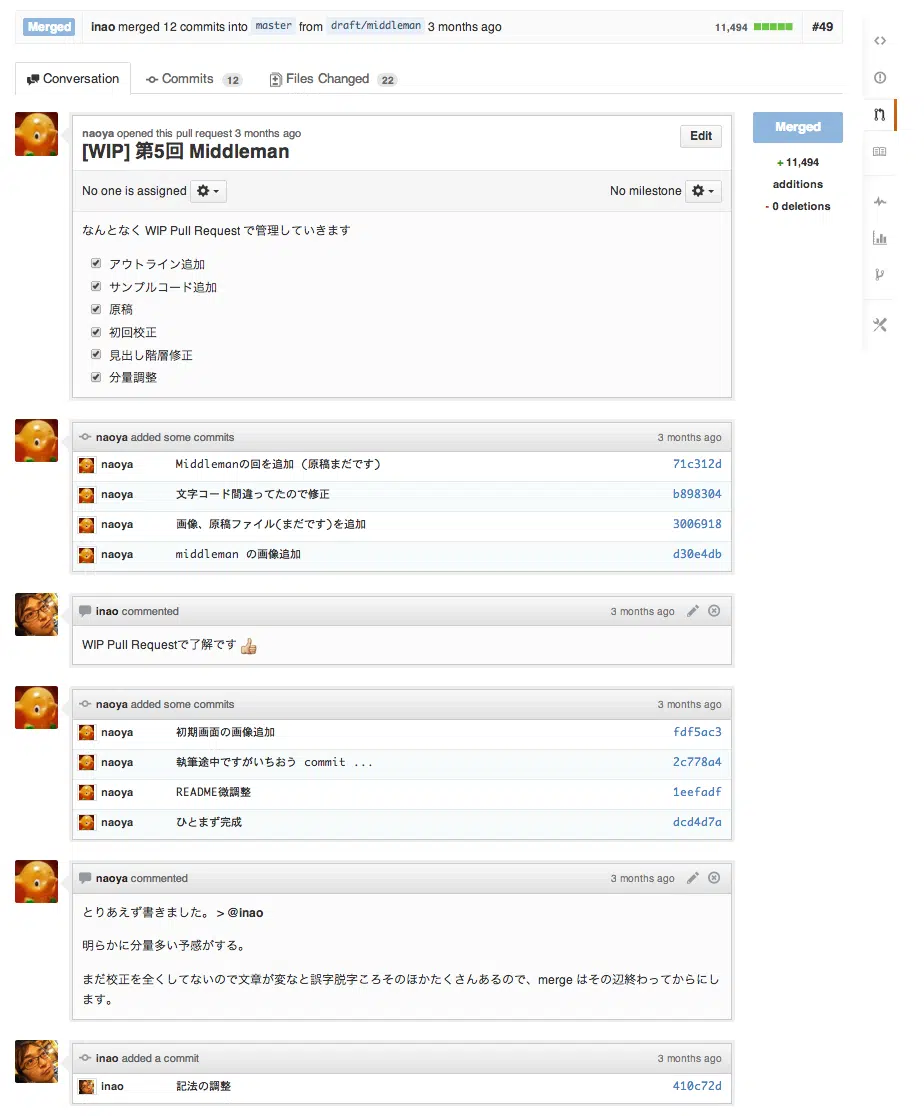 Merged inao merged 12 commits into master from draft/middleman 3 months ago 11,494 #49
Conversation Commits 12 Files Changed 22
naoya opened this pull request 3 months ago
[WIP] 第5回 Middleman
Edit
Merged
+ 11,494
additions
- 0 deletions
No one is assigned No milestone
なんとなく WIP Pull Request で管理していきます
アウトライン追加
サンプルコード追加
原稿
初回校正
見出し階層修正
分量調整
naoya added some commits 3 months ago
naoya Middlemanの回を追加 (原稿まだです) 71c312d
naoya 文字コード間違ってたので修正 b898304
naoya 画像、原稿ファイル(まだです)を追加 3006918
naoya middleman の画像追加 d30e4db
inao commented 3 months ago
WIP Pull Requestで了解です 👍
naoya added some commits 3 months ago
naoya 初期画面の画像追加 fdf5ac3
naoya 執筆途中ですがいちおう commit ... 2c778a4
naoya README微調整 1eefadf
naoya ひとまず完成 dcd4d7a
naoya commented 3 months ago
とりあえず書きました。 > @inao
明らかに分量多い予感がする。
まだ校正を全くしてないので文章が変なと誤字脱字ころそのほかたくさんあるので、merge はその辺終わってからにし
ます。
inao added a commit 3 months ago
inao 記法の調整 410c72d